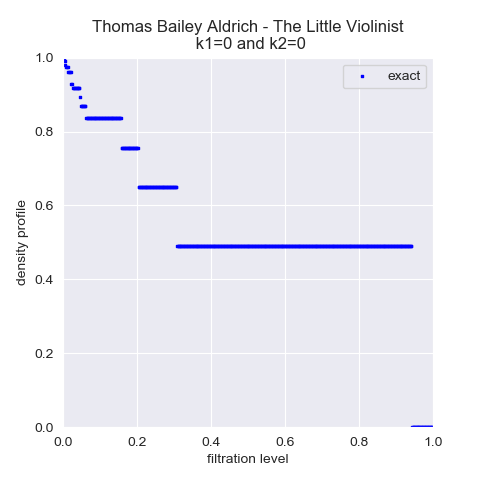 Thomas Bailey Aldrich - The Little Violinist
k1=0 and k2=0
exact
density profile
1.0
0.8
0.6
0.4
0.2
0.0
0.0 0.2 0.4 0.6 0.8 1.0
filtration level